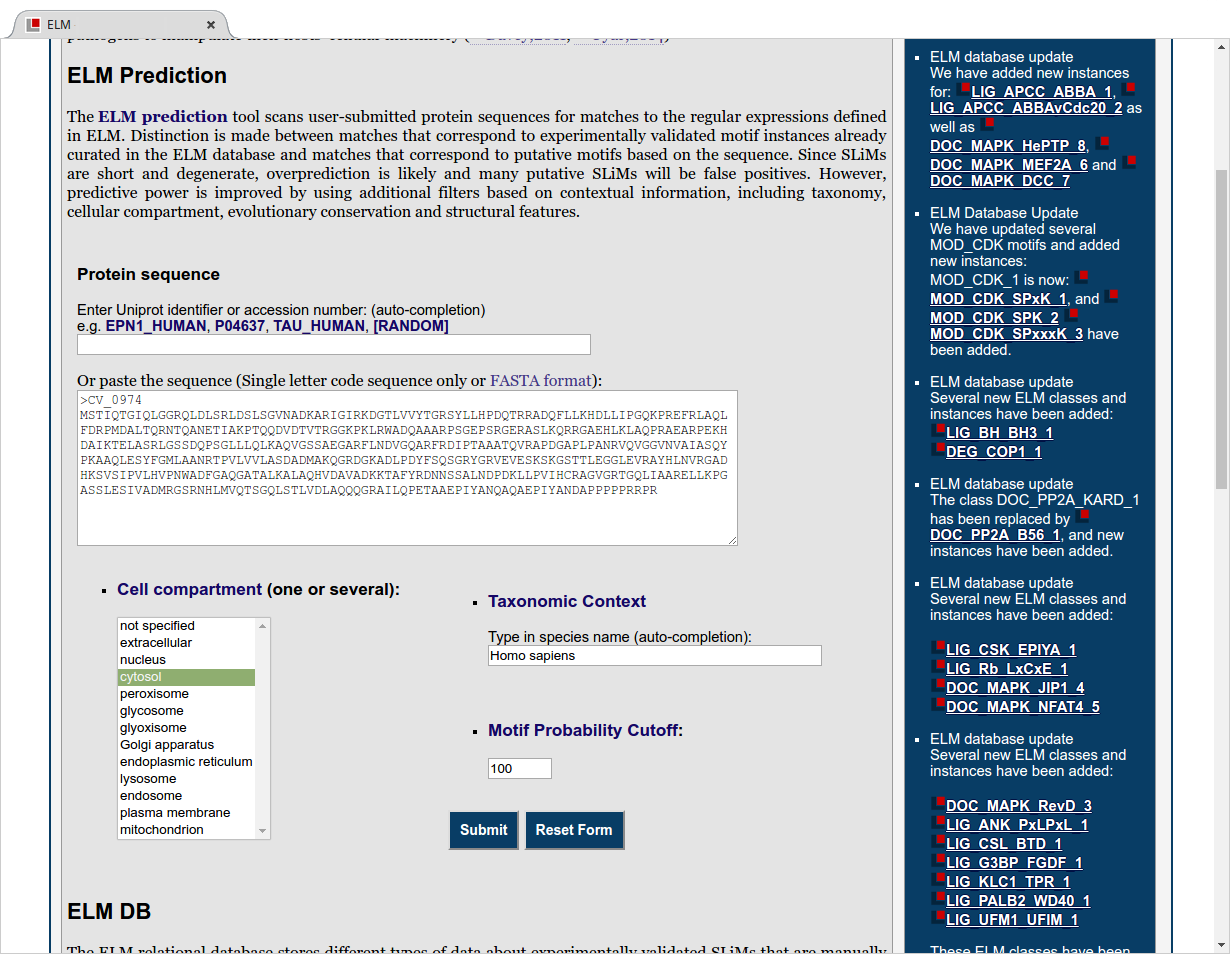 ELM
ELM Prediction
The ELM prediction tool scans user-submitted protein sequences for matches to the regular expressions defined
in ELM. Distinction is made between matches that correspond to experimentally validated motif instances already
curated in the ELM database and matches that correspond to putative motifs based on the sequence. Since SLiMs
are short and degenerate, overprediction is likely and many putative SLiMs will be false positives. However,
predictive power is improved by using additional filters based on contextual information, including taxonomy,
cellular compartment, evolutionary conservation and structural features.
Protein sequence
Enter Uniprot identifier or accession number: (auto-completion)
e.g. EPN1_HUMAN, P04637, TAU_HUMAN, [RANDOM]
Or paste the sequence (Single letter code sequence only or FASTA format):
>CV_0974
MSTIQTGIQLGGRQLDLSRLDSLSGVNADKARIGIRKDGTLVVYTGRSYLLHPDQTRRADQFLLKHDLLIPGQKPREFRLAQL
FDRPMDALTQRNTQANETIAKPTQQDVDTVTRGGKPKLRWADQAAARPSGEPSRGERASLKQRRGAEHLKLAQPRAEARPEKH
DAIKTELASRLGSSDQPSGLLLQLKAQVGSSAEGARFLNDVGQARFRDIPTAAATQVRAPDGAPLPANRVQVGGVNVAIASQY
PKAAQLESYFGMLAANRTPVLVVLASDADMAKQGRDGKADLPDYFSQSGRYGRVEVESKSKGSTTLEGGLEVRAYHLNVRGAD
HKSVSIPVLHVPNWADFGAQGATALKALAQHVDAVADKKTAFYRDNNSSALNDPDKLLPVIHCRAGVGRTGQLIAARELLKPG
ASSLESIVADMRGSRNHLMVQTSGQLSTLVDLAQQQGRAILQPETAAEPIYANQAQAEPIYANDAPPPPPRRPR
Cell compartment (one or several):
not specified
extracellular
nucleus
cytosol
peroxisome
glycosome
glyoxisome
Golgi apparatus
endoplasmic reticulum
lysosome
endosome
plasma membrane
mitochondrion
Taxonomic Context
Type in species name (auto-completion):
Homo sapiens
Motif Probability Cutoff:
100
Submit
Reset Form
ELM DB
The ELM relational database stores different types of data about experimentally validated SLiMs that are manually
ELM database update
We have added new instances
for: LIG_APCC_ABBA_1,
LIG_APCC_ABBAvCdc20_2 as
well as
DOC_MAPK_HePTP_8,
DOC_MAPK_MEF2A_6 and
DOC_MAPK_DCC_7
ELM Database Update
We have updated several
MOD_CDK motifs and added
new instances:
MOD_CDK_1 is now:
MOD_CDK_SPxK_1, and
MOD_CDK_SPK_2
MOD_CDK_SPxxxK_3 have
been added.
ELM database update
Several new ELM classes and
instances have been added:
LIG_BH_BH3_1
DEG_COP1_1
ELM database update
The class DOC_PP2A_KARD_1
has been replaced by
DOC_PP2A_B56_1, and new
instances have been added.
ELM database update
Several new ELM classes and
instances have been added:
LIG_CSK_EPIYA_1
LIG_Rb_LxCxE_1
DOC_MAPK_JIP1_4
DOC_MAPK_NFAT4_5
ELM database update
Several new ELM classes and
instances have been added:
DOC_MAPK_RevD_3
LIG_ANK_PxLPxL_1
LIG_CSL_BTD_1
LIG_G3BP_FGDF_1
LIG_KLC1_TPR_1
LIG_PALB2_WD40_1
LIG_UFM1_UFIM_1
These ELM classes have been